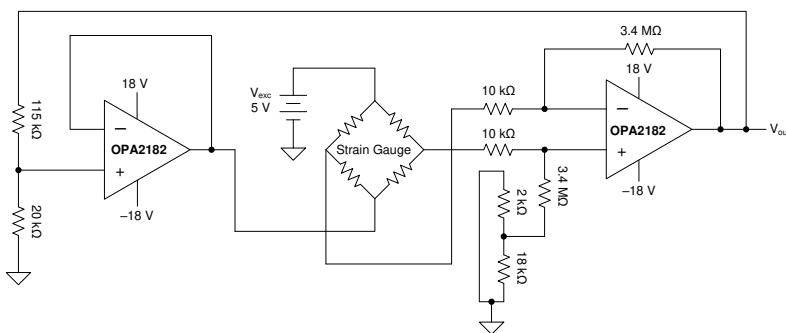 115 kΩ
20 kΩ
18 V
OPA2182
−
+
–18 V
V_exc
5 V
Strain Gauge
10 kΩ
10 kΩ
3.4 MΩ
18 V
OPA2182
−
+
–18 V
3.4 MΩ
2 kΩ
18 kΩ
V_ou